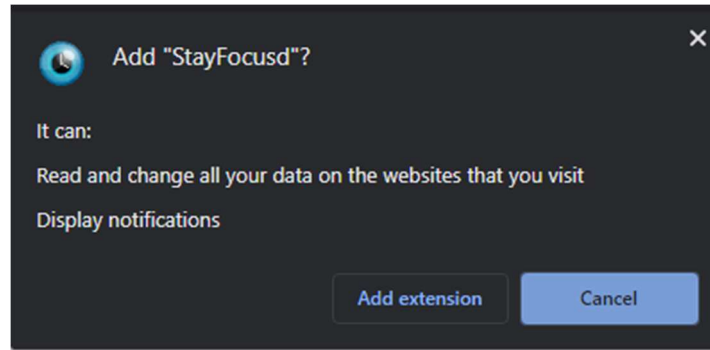 Add "StayFocusd"?
It can:
Read and change all your data on the websites that you visit
Display notifications
Add extension Cancel